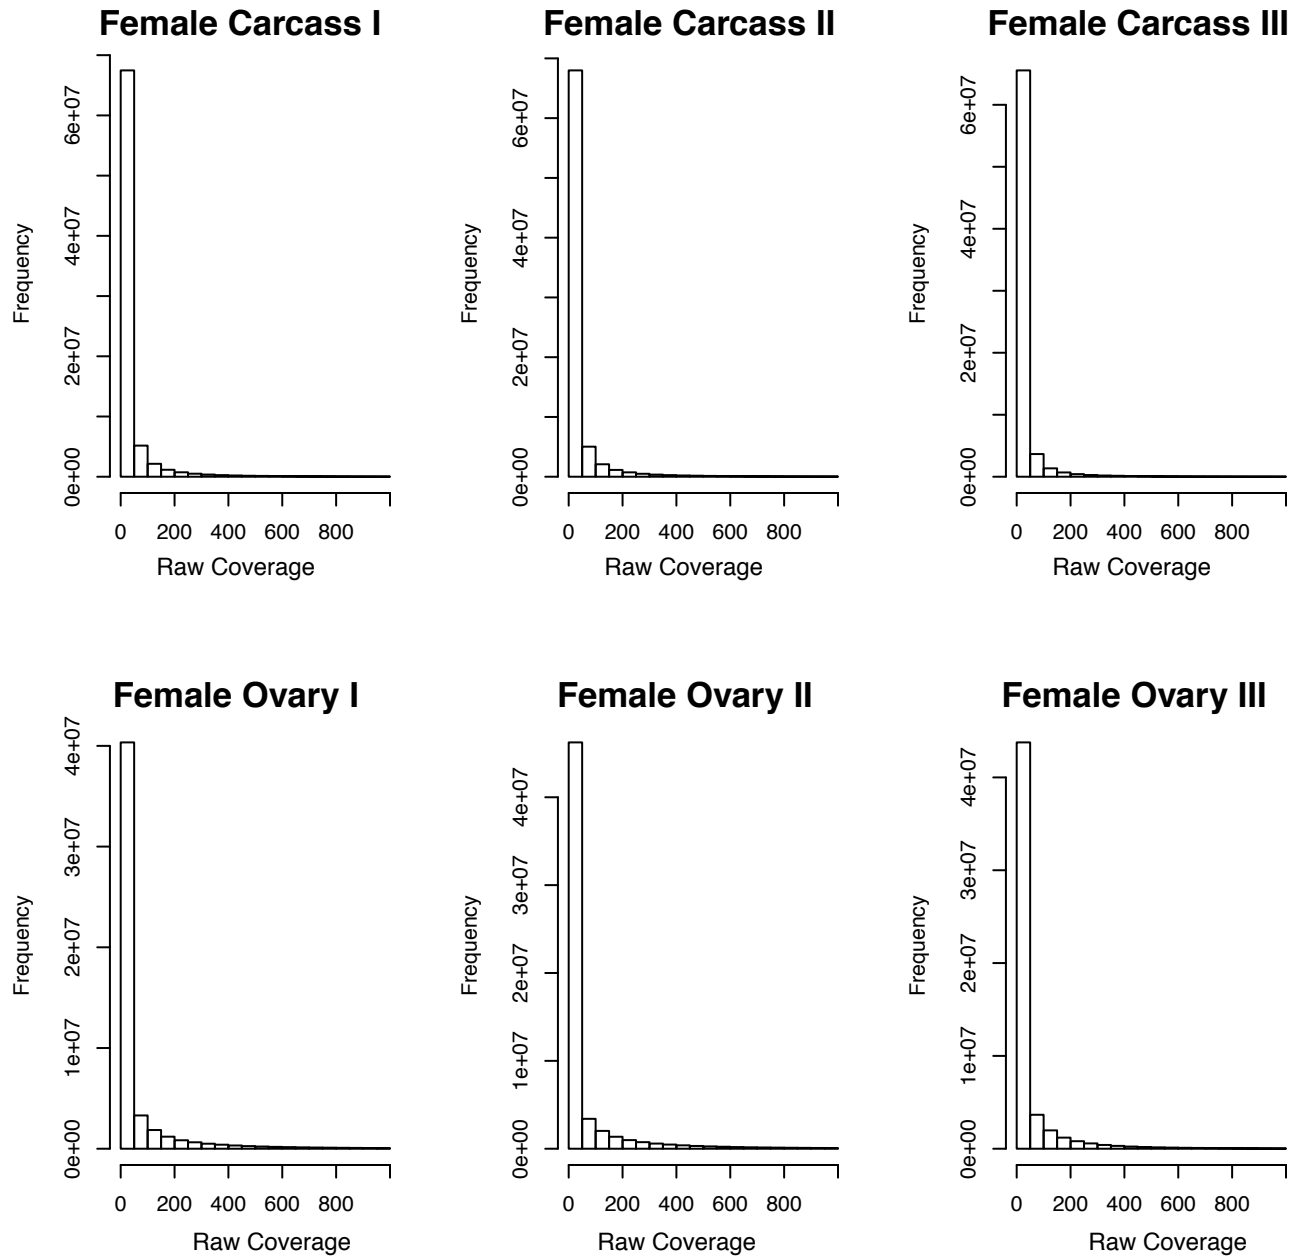 Female Carcass I
Frequency
6e+07
4e+07
2e+07
0e+00
0 200 400 600 800
Raw Coverage
Female Carcass II
Frequency
6e+07
4e+07
2e+07
0e+00
0 200 400 600 800
Raw Coverage
Female Carcass III
Frequency
6e+07
4e+07
2e+07
0e+00
0 200 400 600 800
Raw Coverage
Female Ovary I
Frequency
4e+07
3e+07
2e+07
1e+07
0e+00
0 200 400 600 800
Raw Coverage
Female Ovary II
Frequency
4e+07
3e+07
2e+07
1e+07
0e+00
0 200 400 600 800
Raw Coverage
Female Ovary III
Frequency
4e+07
3e+07
2e+07
1e+07
0e+00
0 200 400 600 800
Raw Coverage